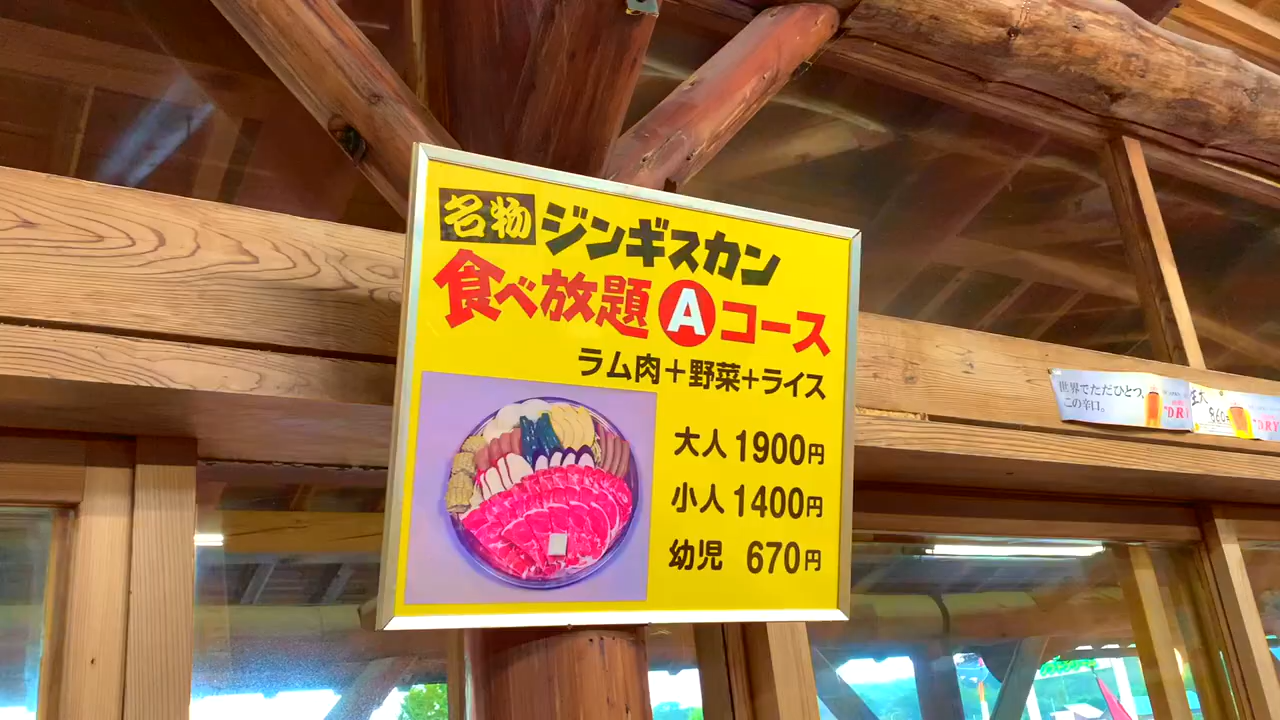 名物 ジンギスカン
食べ放題 A コース
ラム肉+野菜+ライス
大人 1900円
小人 1400円
幼児 670円
世界でただひとつ、
この辛口。